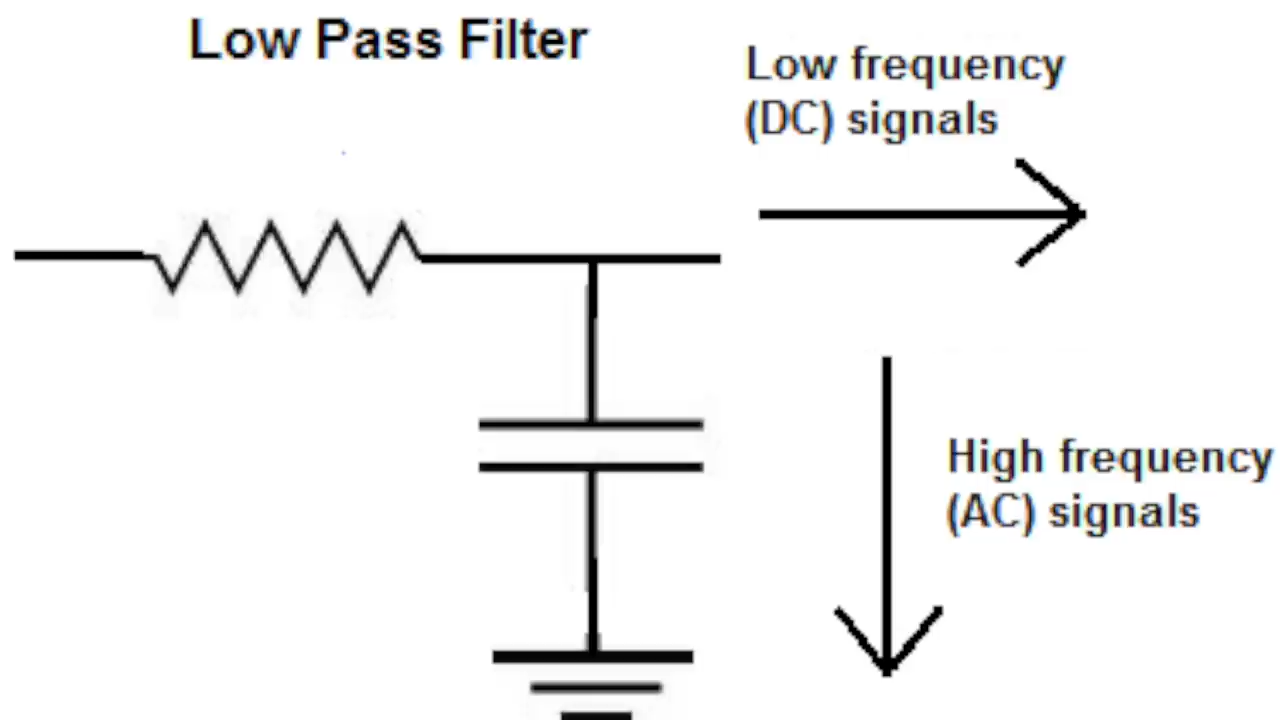 Low Pass Filter
Low frequency
(DC) signals
High frequency
(AC) signals